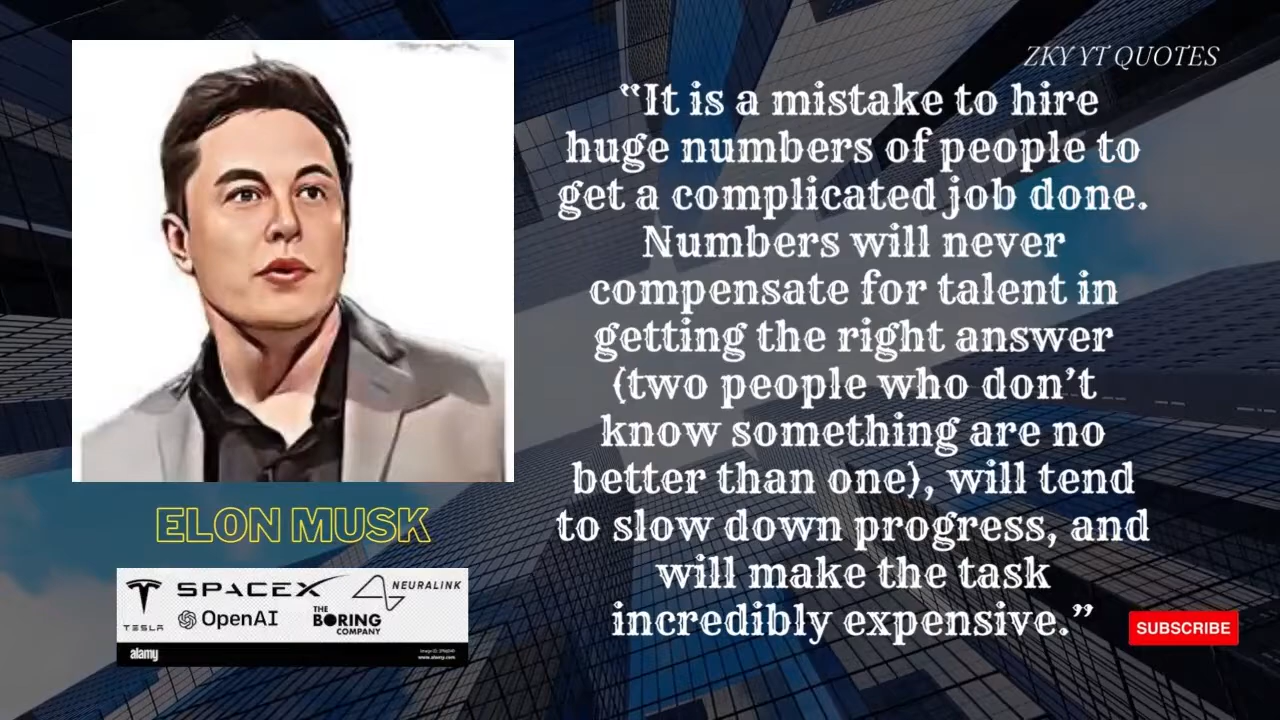 ZKY YT QUOTES
“It is a mistake to hire
huge numbers of people to
get a complicated job done.
Numbers will never
compensate for talent in
getting the right answer
(two people who don’t
know something are no
better than one), will tend
to slow down progress, and
will make the task
incredibly expensive.”
ELON MUSK
TESLA
SPACEX
NEURALINK
OpenAI
THE
BORING
COMPANY
alamy
www.alamy.com
SUBSCRIBE